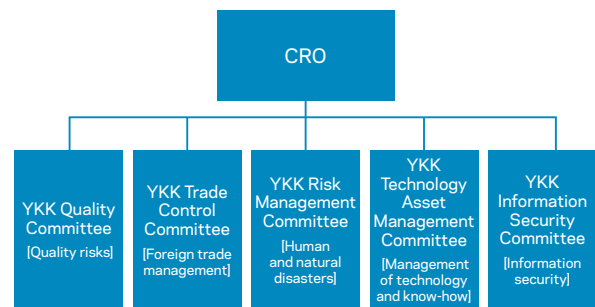 CRO
YKK Quality
Committee
[Quality risks]
YKK Trade
Control
Committee
[Foreign trade
management]
YKK Risk
Management
Committee
[Human
and natural
disasters]
YKK
Technology
Asset
Management
Committee
[Management
of technology
and know-how]
YKK
Information
Security
Committee
[Information
security]